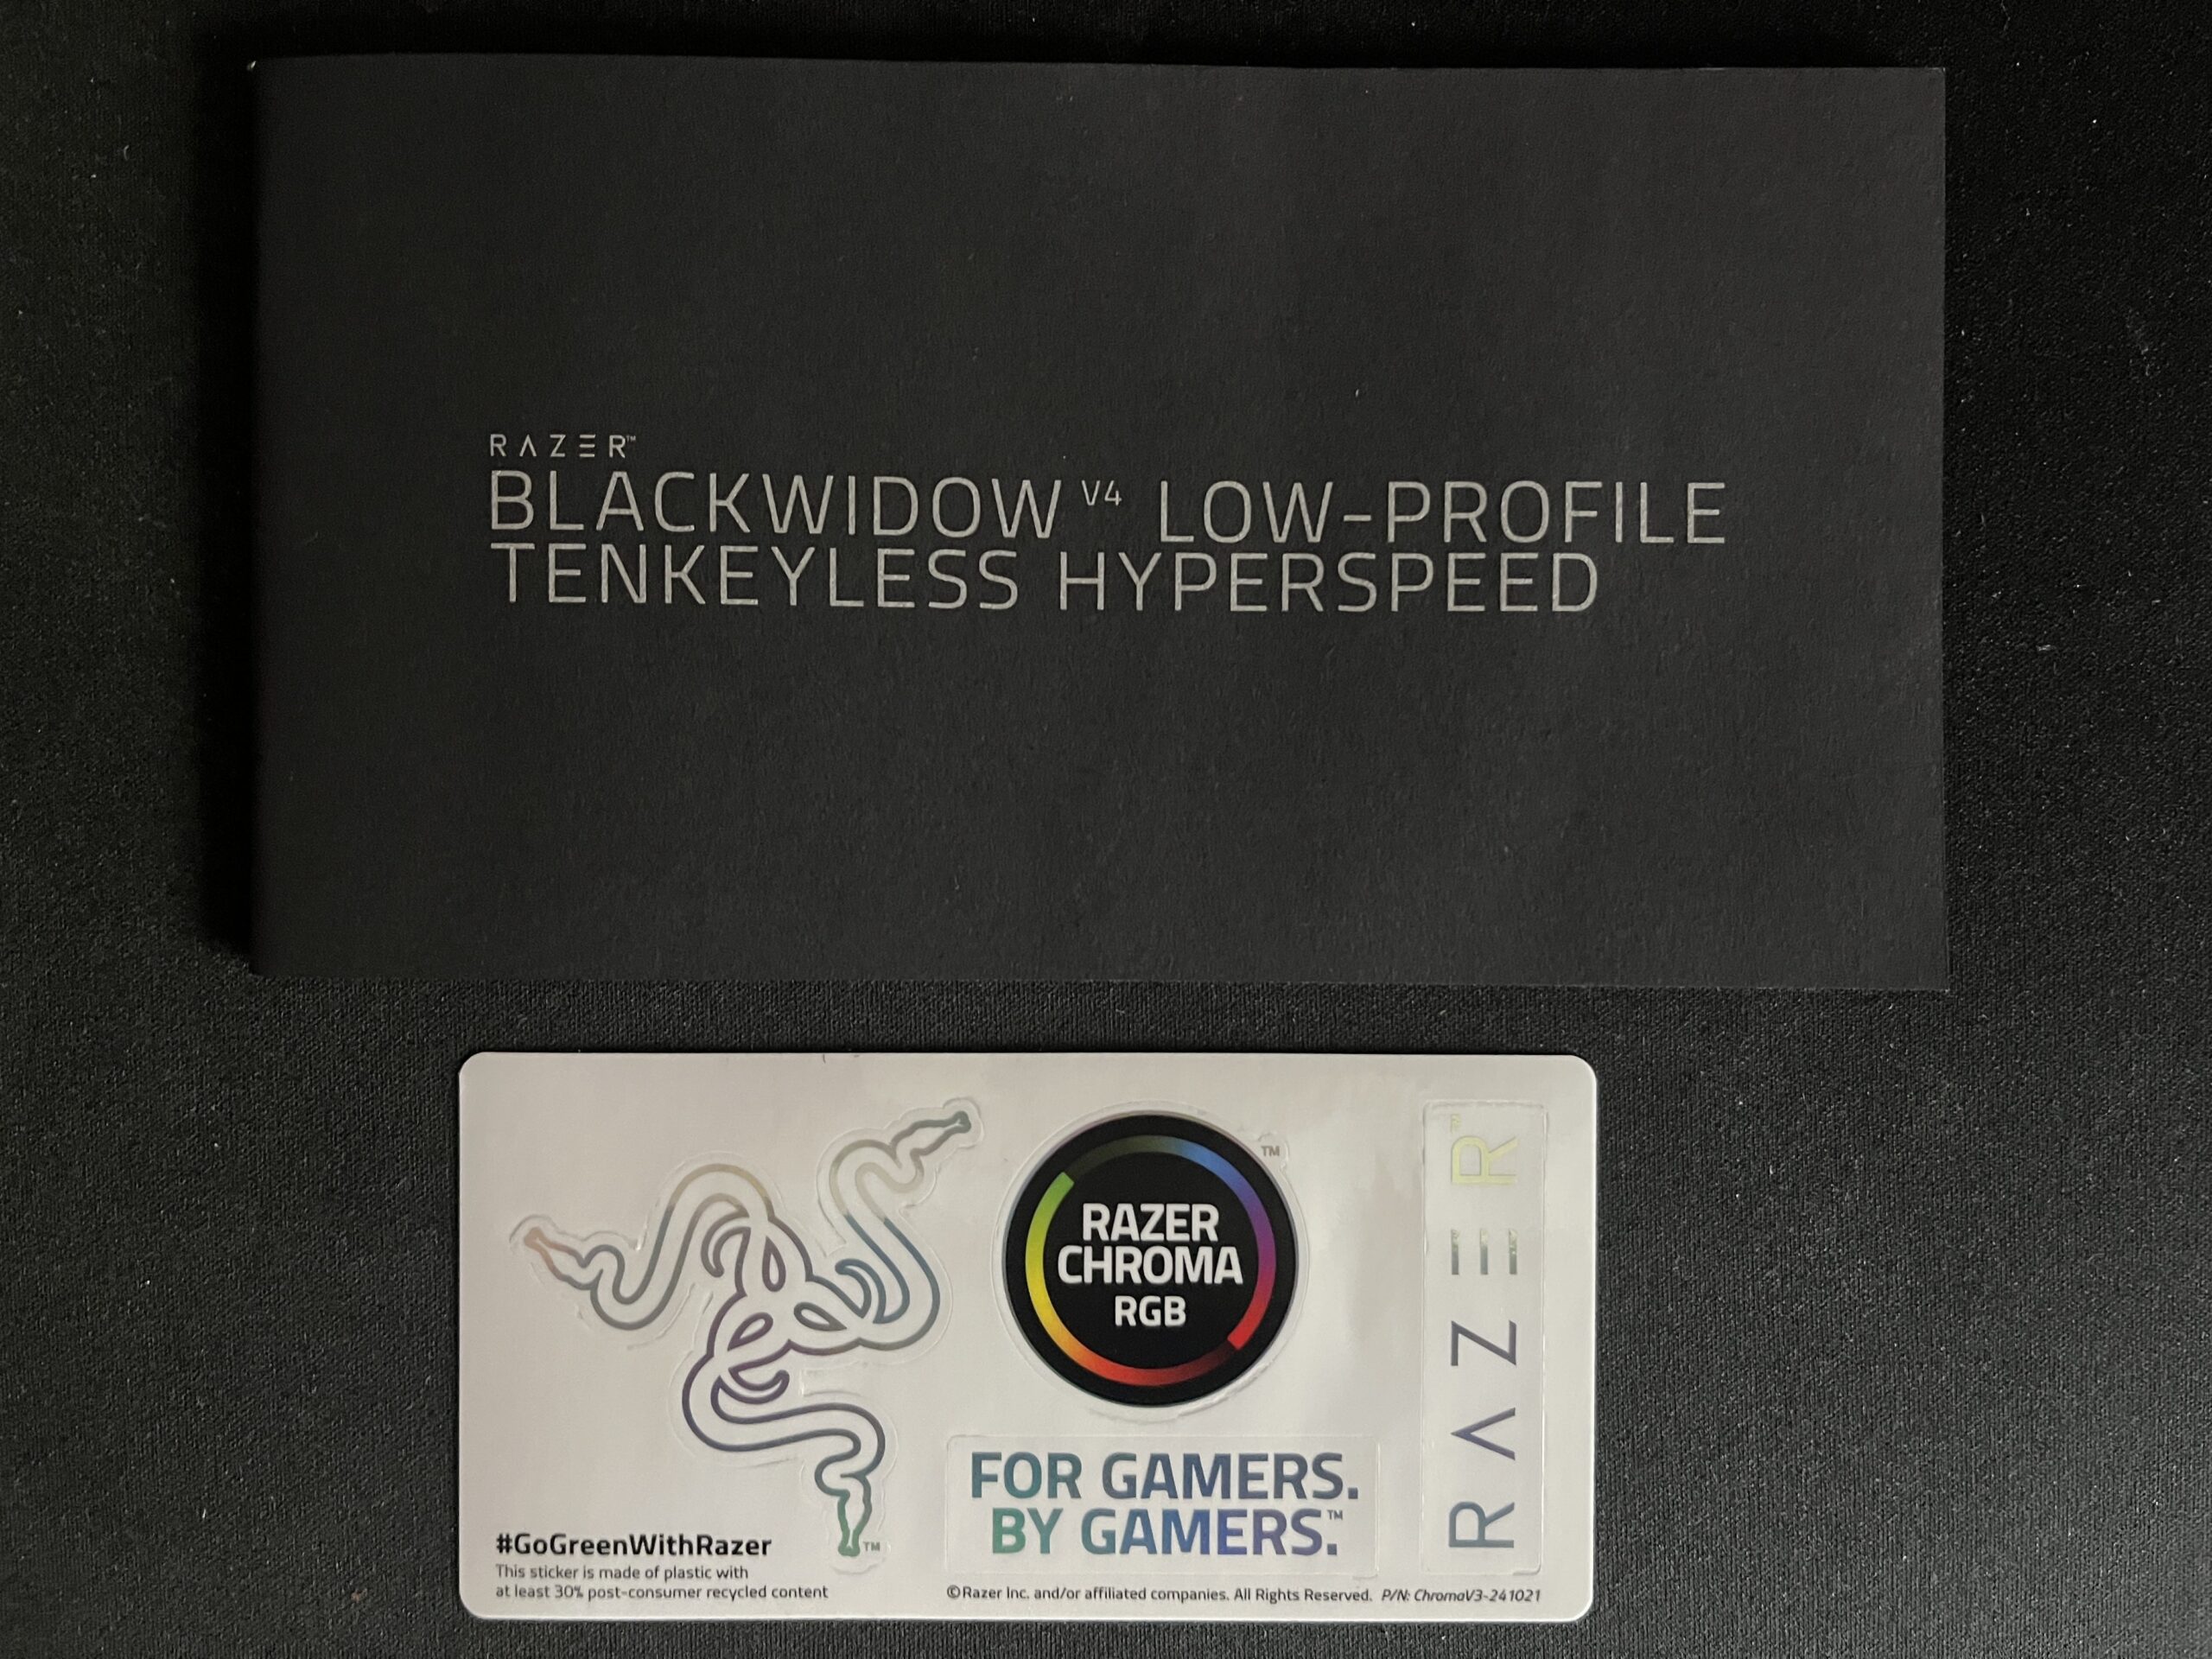 RAZER™
BLACKWIDOW V4 LOW-PROFILE
TENKEYLESS HYPERSPEED
RAZER
CHROMA
RGB
™
FOR GAMERS.
BY GAMERS.™
RAZER™
™
#GoGreenWithRazer
This sticker is made of plastic with
at least 30% post-consumer recycled content
©Razer Inc. and/or affiliated companies. All Rights Reserved. P/N: ChromaV3-241021